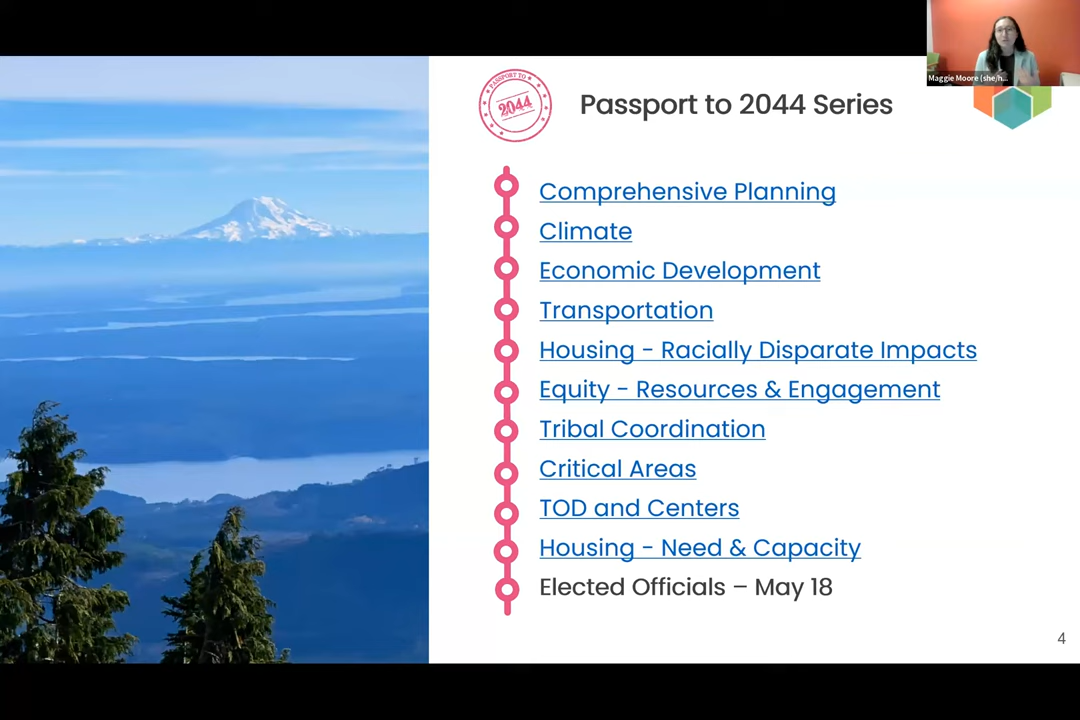 Maggie Moore (she/h...
PASSPORT TO
2044
Passport to 2044 Series
Comprehensive Planning
Climate
Economic Development
Transportation
Housing - Racially Disparate Impacts
Equity - Resources & Engagement
Tribal Coordination
Critical Areas
TOD and Centers
Housing - Need & Capacity
Elected Officials – May 18
4